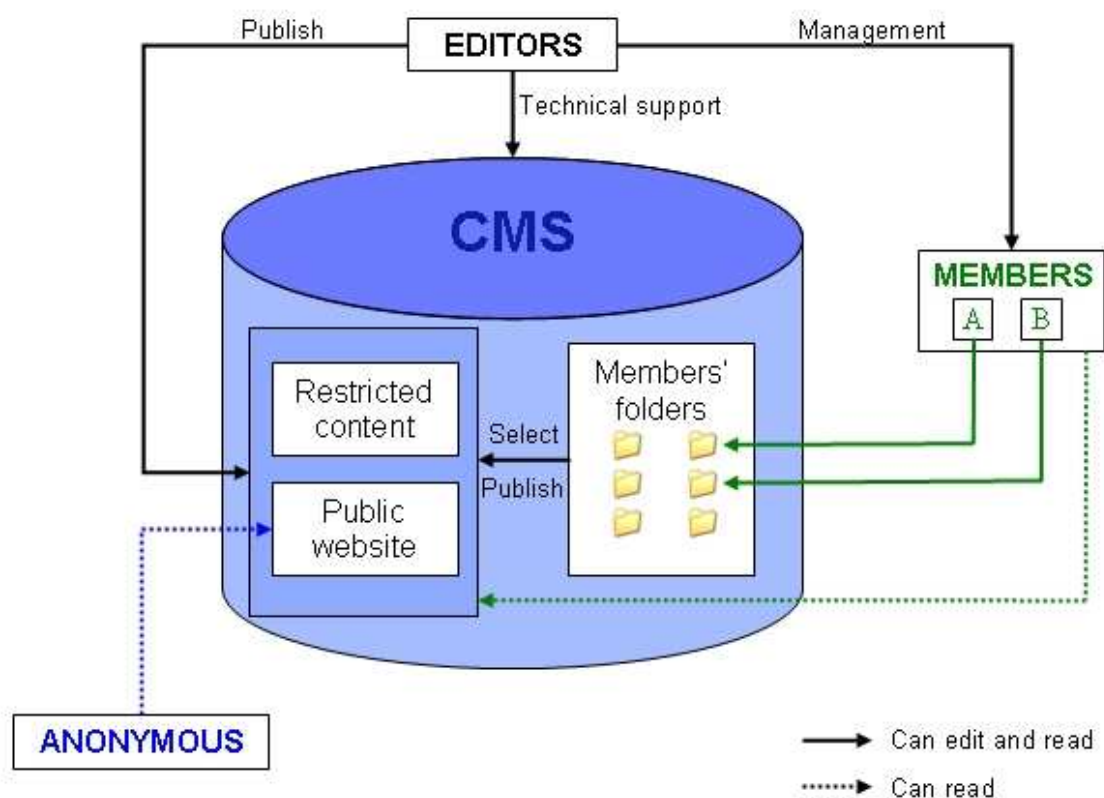 Publish
EDITORS
Management
Technical support
CMS
MEMBERS
A B
Restricted
content
Members'
folders
Select
Publish
Public
website
ANONYMOUS
Can edit and read
Can read